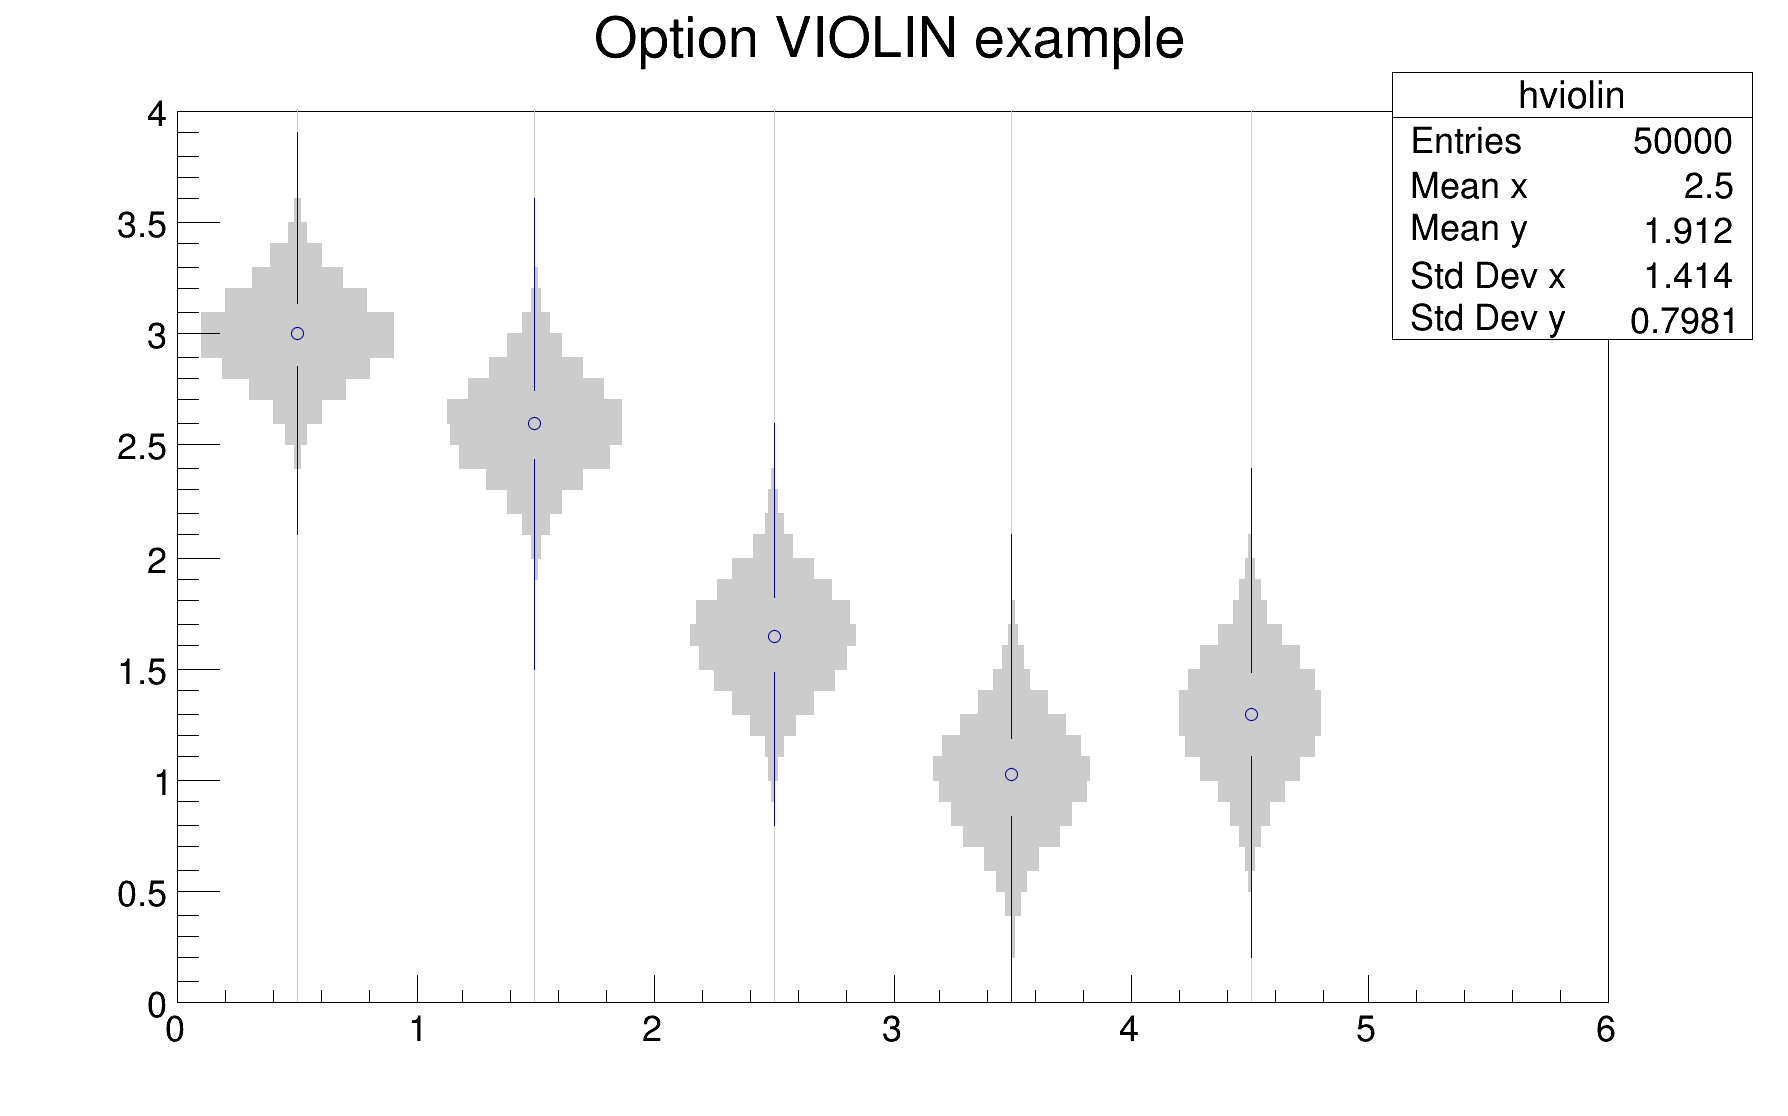 Option VIOLIN example
hviolin
Entries 50000
Mean x 2.5
Mean y 1.912
Std Dev x 1.414
Std Dev y 0.7981
4
3.5
3
2.5
2
1.5
1
0.5
0
0 1 2 3 4 5 6